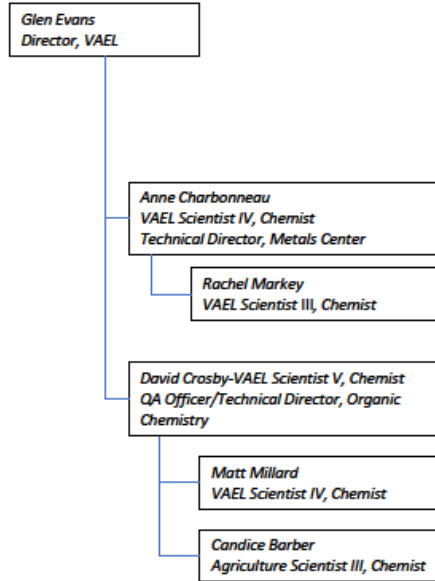 Glen Evans
Director, VAEL
Anne Charbonneau
VAEL Scientist IV, Chemist
Technical Director, Metals Center
Rachel Markey
VAEL Scientist III, Chemist
David Crosby-VAEL Scientist V, Chemist
QA Officer/Technical Director, Organic
Chemistry
Matt Millard
VAEL Scientist IV, Chemist
Candice Barber
Agriculture Scientist III, Chemist